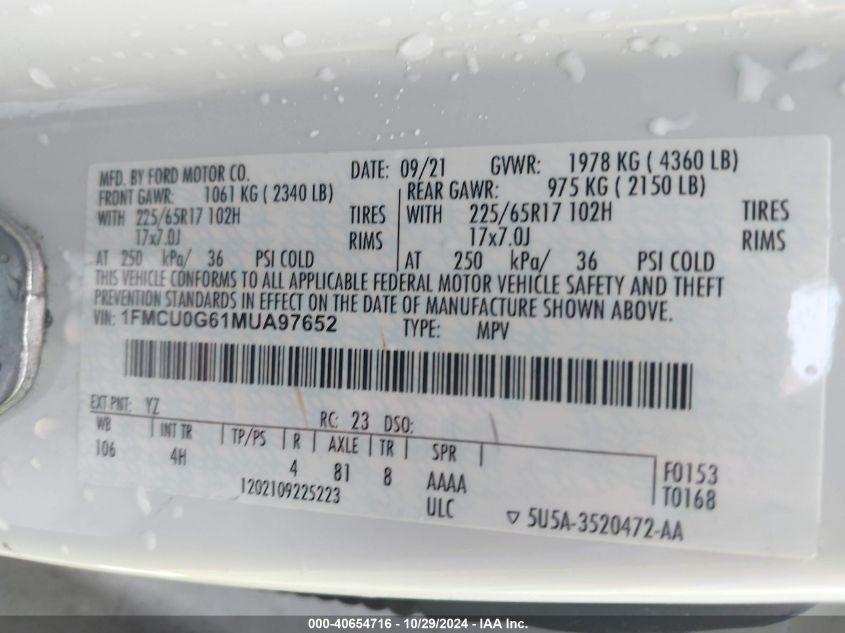 MFD. BY FORD MOTOR CO. DATE: 09/21 GVWR: 1978 KG ( 4360 LB)
FRONT GAWR: 1061 KG ( 2340 LB) REAR GAWR: 975 KG ( 2150 LB)
WITH 225/65R17 102H TIRES WITH 225/65R17 102H TIRES
17x7.0J RIMS 17x7.0J RIMS
AT 250 kPa/ 36 PSI COLD AT 250 kPa/ 36 PSI COLD
THIS VEHICLE CONFORMS TO ALL APPLICABLE FEDERAL MOTOR VEHICLE SAFETY AND THEFT
PREVENTION STANDARDS IN EFFECT ON THE DATE OF MANUFACTURE SHOWN ABOVE.
VIN: 1FMCU0G61MUA97652 TYPE: MPV
EXT PNT: YZ RC: 23 DSO:
WB INT TR TP/PS R AXLE TR SPR
106 4H 4 81 8 AAAA F0153
1202109225223 ULC T0168
▽ 5U5A-3520472-AA
000-40654716 - 10/29/2024 - IAA Inc.